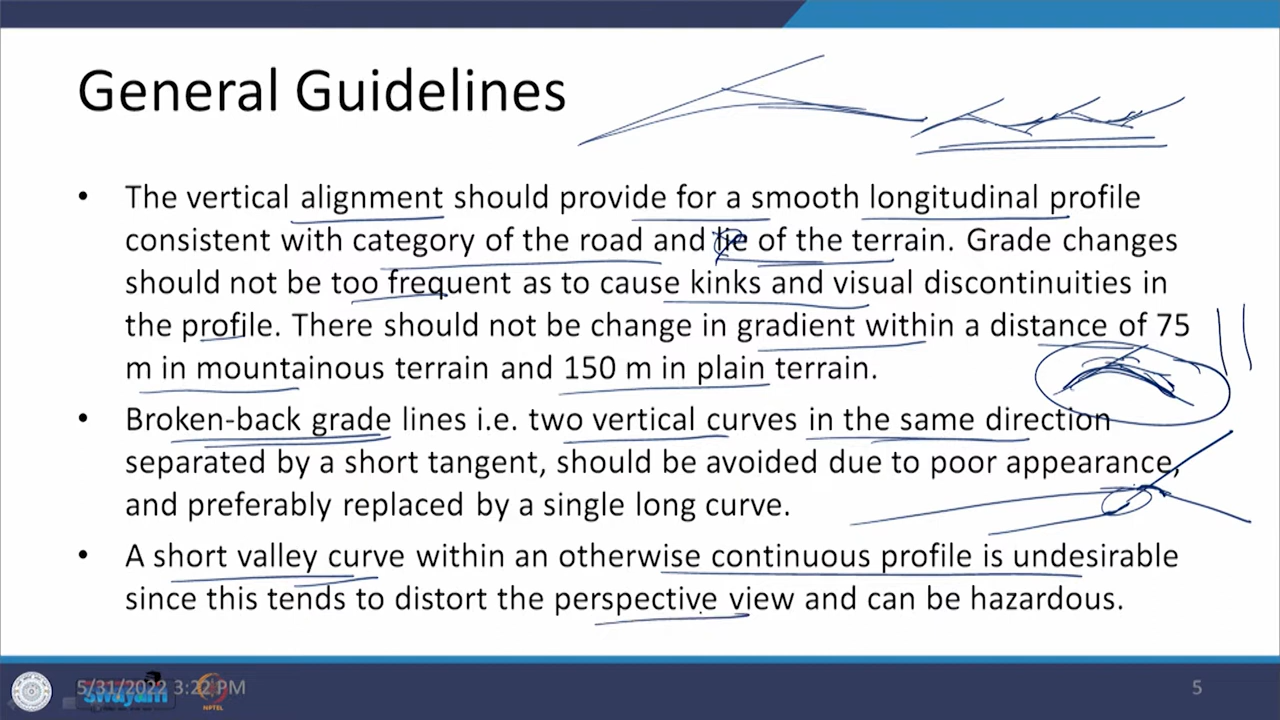 General Guidelines
• The vertical alignment should provide for a smooth longitudinal profile
consistent with category of the road and lie of the terrain. Grade changes
should not be too frequent as to cause kinks and visual discontinuities in
the profile. There should not be change in gradient within a distance of 75
m in mountainous terrain and 150 m in plain terrain.
• Broken-back grade lines i.e. two vertical curves in the same direction
separated by a short tangent, should be avoided due to poor appearance,
and preferably replaced by a single long curve.
• A short valley curve within an otherwise continuous profile is undesirable
since this tends to distort the perspective view and can be hazardous.
5/31/2022 3:22 PM
swayam
NPTEL
5